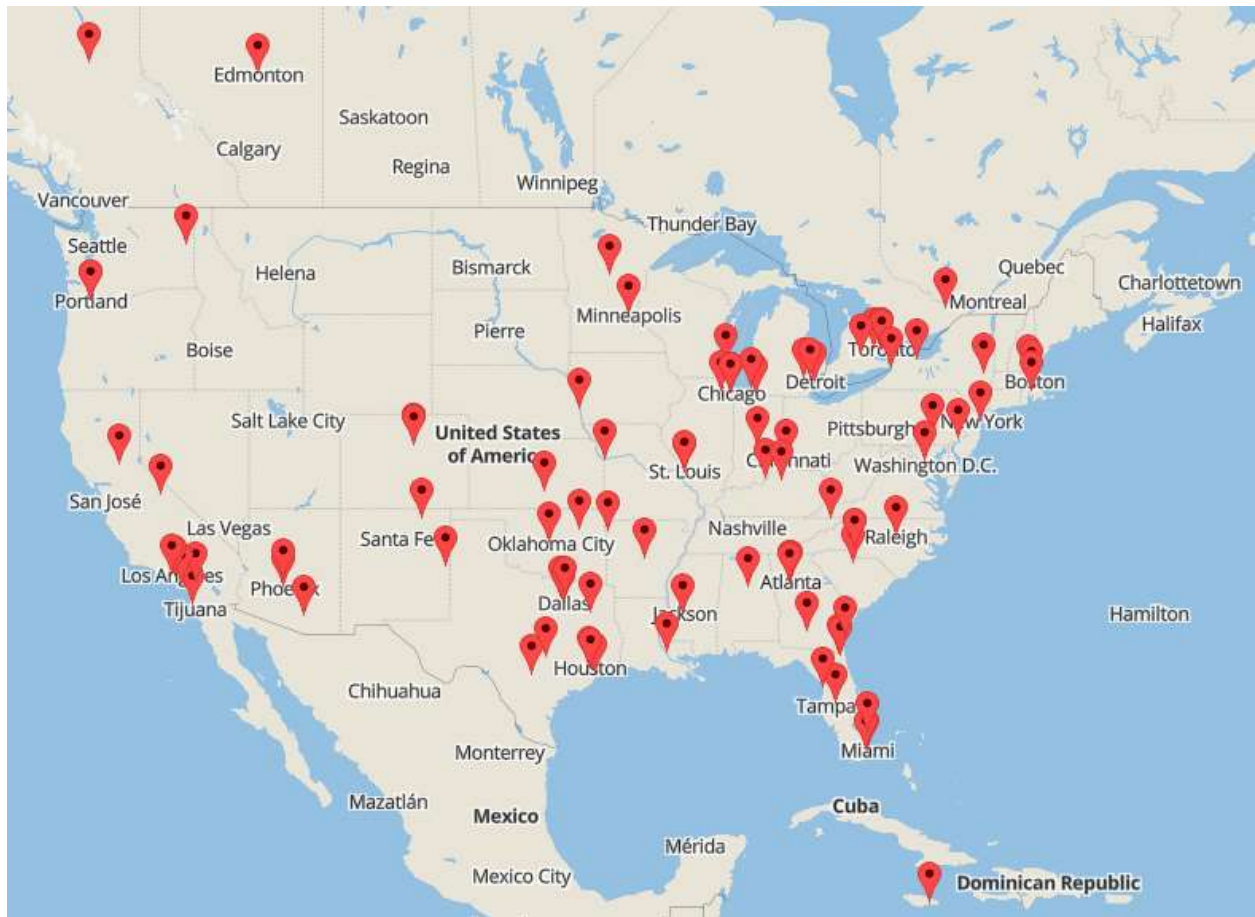 Edmonton
Saskatoon
Calgary
Regina
Winnipeg
Vancouver
Thunder Bay
Seattle
Quebec
Helena
Bismarck
Charlottetown
Portland
Montreal
Minneapolis
Halifax
Pierre
Boise
Toronto
Detroit
Boston
Chicago
Salt Lake City
New York
Pittsburgh
United States
of America
Washington D.C.
St. Louis
Cincinnati
San José
Las Vegas
Nashville
Santa Fe
Oklahoma City
Raleigh
Los Angeles
Phoenix
Atlanta
Dallas
Tijuana
Jackson
Hamilton
Houston
Chihuahua
Tampa
Monterrey
Miami
Mazatlán
Cuba
Mexico
Mérida
Mexico City
Dominican Republic